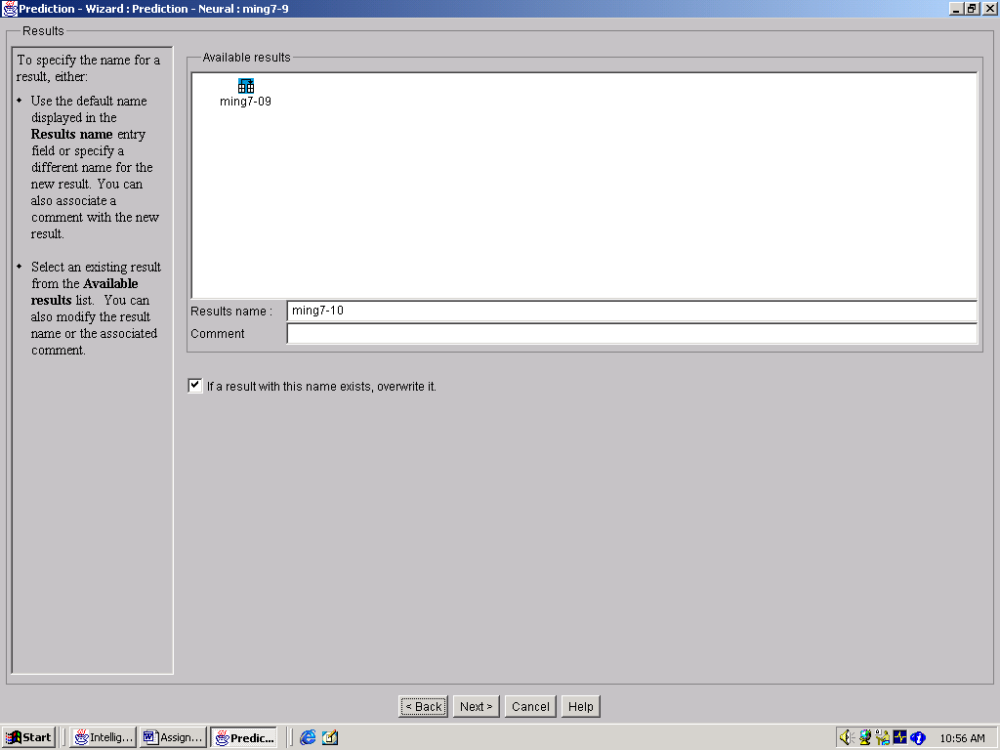 Prediction - Wizard : Prediction - Neural : ming7-9
Results
To specify the name for a
result, either:
• Use the default name
displayed in the
Results name entry
field or specify a
different name for the
new result. You can
also associate a
comment with the new
result.
• Select an existing result
from the Available
results list. You can
also modify the result
name or the associated
comment.
Available results
ming7-09
Results name : ming7-10
Comment
If a result with this name exists, overwrite it.
< Back Next > Cancel Help
Start Intellig... Assign... Predic... 10:56 AM